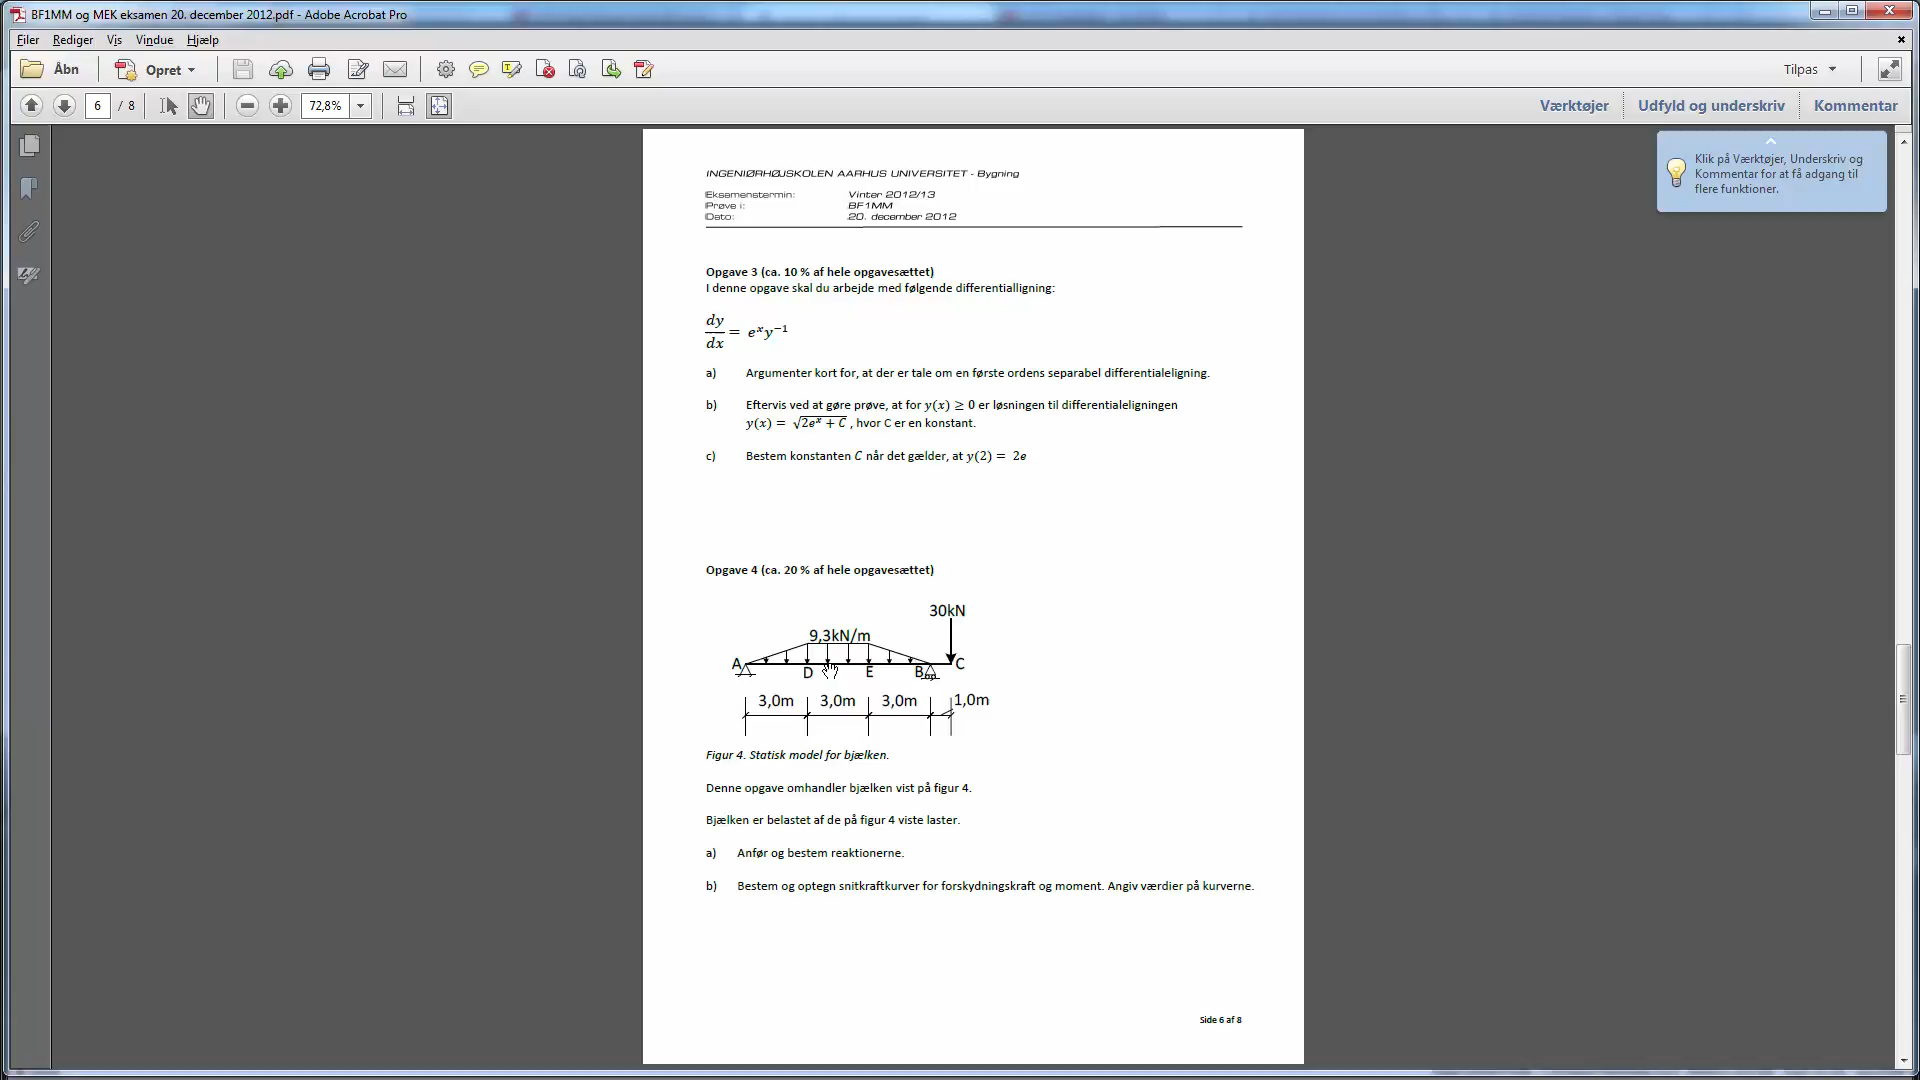 BF1MM og MEK eksamen 20. december 2012.pdf - Adobe Acrobat Pro
Filer Rediger Vis Vindue Hjælp
Åbn Opret Tilpas
6 / 8 72,8% Værktøjer Udfyld og underskriv Kommentar
Klik på Værktøjer, Underskriv og
Kommentar for at få adgang til
flere funktioner.
INGENIØRHØJSKOLEN AARHUS UNIVERSITET - Bygning
Eksamenstermin: Vinter 2012/13
Prøve i: BF1MM
Dato: 20. december 2012
Opgave 3 (ca. 10 % af hele opgavesættet)
I denne opgave skal du arbejde med følgende differentialligning:
dy/dx = eˣy⁻¹
a) Argumenter kort for, at der er tale om en første ordens separabel differentialeligning.
b) Eftervis ved at gøre prøve, at for y(x) ≥ 0 er løsningen til differentialeligningen
y(x) = √(2eˣ + C) , hvor C er en konstant.
c) Bestem konstanten C når det gælder, at y(2) = 2e
Opgave 4 (ca. 20 % af hele opgavesættet)
30kN
9,3kN/m
A D E B C
3,0m 3,0m 3,0m 1,0m
Figur 4. Statisk model for bjælken.
Denne opgave omhandler bjælken vist på figur 4.
Bjælken er belastet af de på figur 4 viste laster.
a) Anfør og bestem reaktionerne.
b) Bestem og optegn snitkraftkurver for forskydningskraft og moment. Angiv værdier på kurverne.
Side 6 af 8